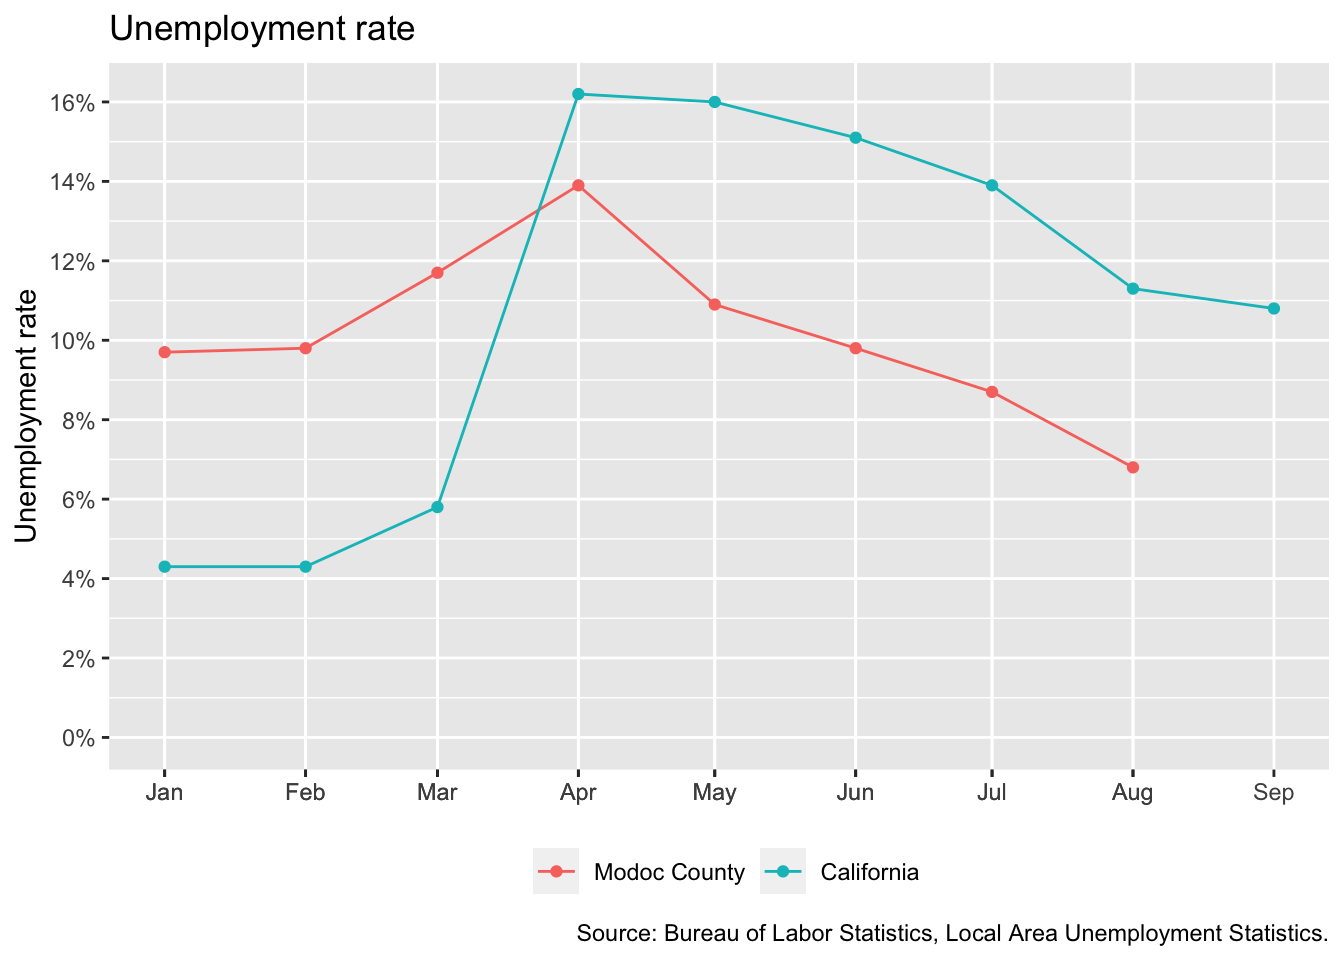 Unemployment rate
Unemployment rate
16%
14%
12%
10%
8%
6%
4%
2%
0%
Jan Feb Mar Apr May Jun Jul Aug Sep
Modoc County California
Source: Bureau of Labor Statistics, Local Area Unemployment Statistics.